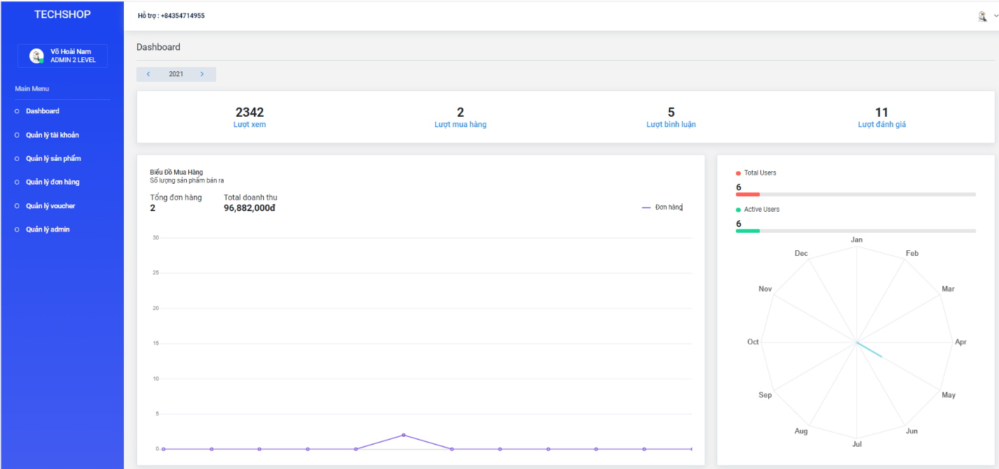 TECHSHOP
Hỗ trợ : +84354714955
Võ Hoài Nam
ADMIN 2 LEVEL
Main Menu
Dashboard
Quản lý tài khoản
Quản lý sản phẩm
Quản lý đơn hàng
Quản lý voucher
Quản lý admin
Dashboard
2021
2342
Lượt xem
2
Lượt mua hàng
5
Lượt bình luận
11
Lượt đánh giá
Biểu Đồ Mua Hàng
Số lượng sản phẩm bán ra
Tổng đơn hàng
2
Total doanh thu
96,882,000đ
Đơn hàng
30
25
20
15
10
5
0
Total Users
6
Active Users
6
Jan
Feb
Mar
Apr
May
Jun
Jul
Aug
Sep
Oct
Nov
Dec